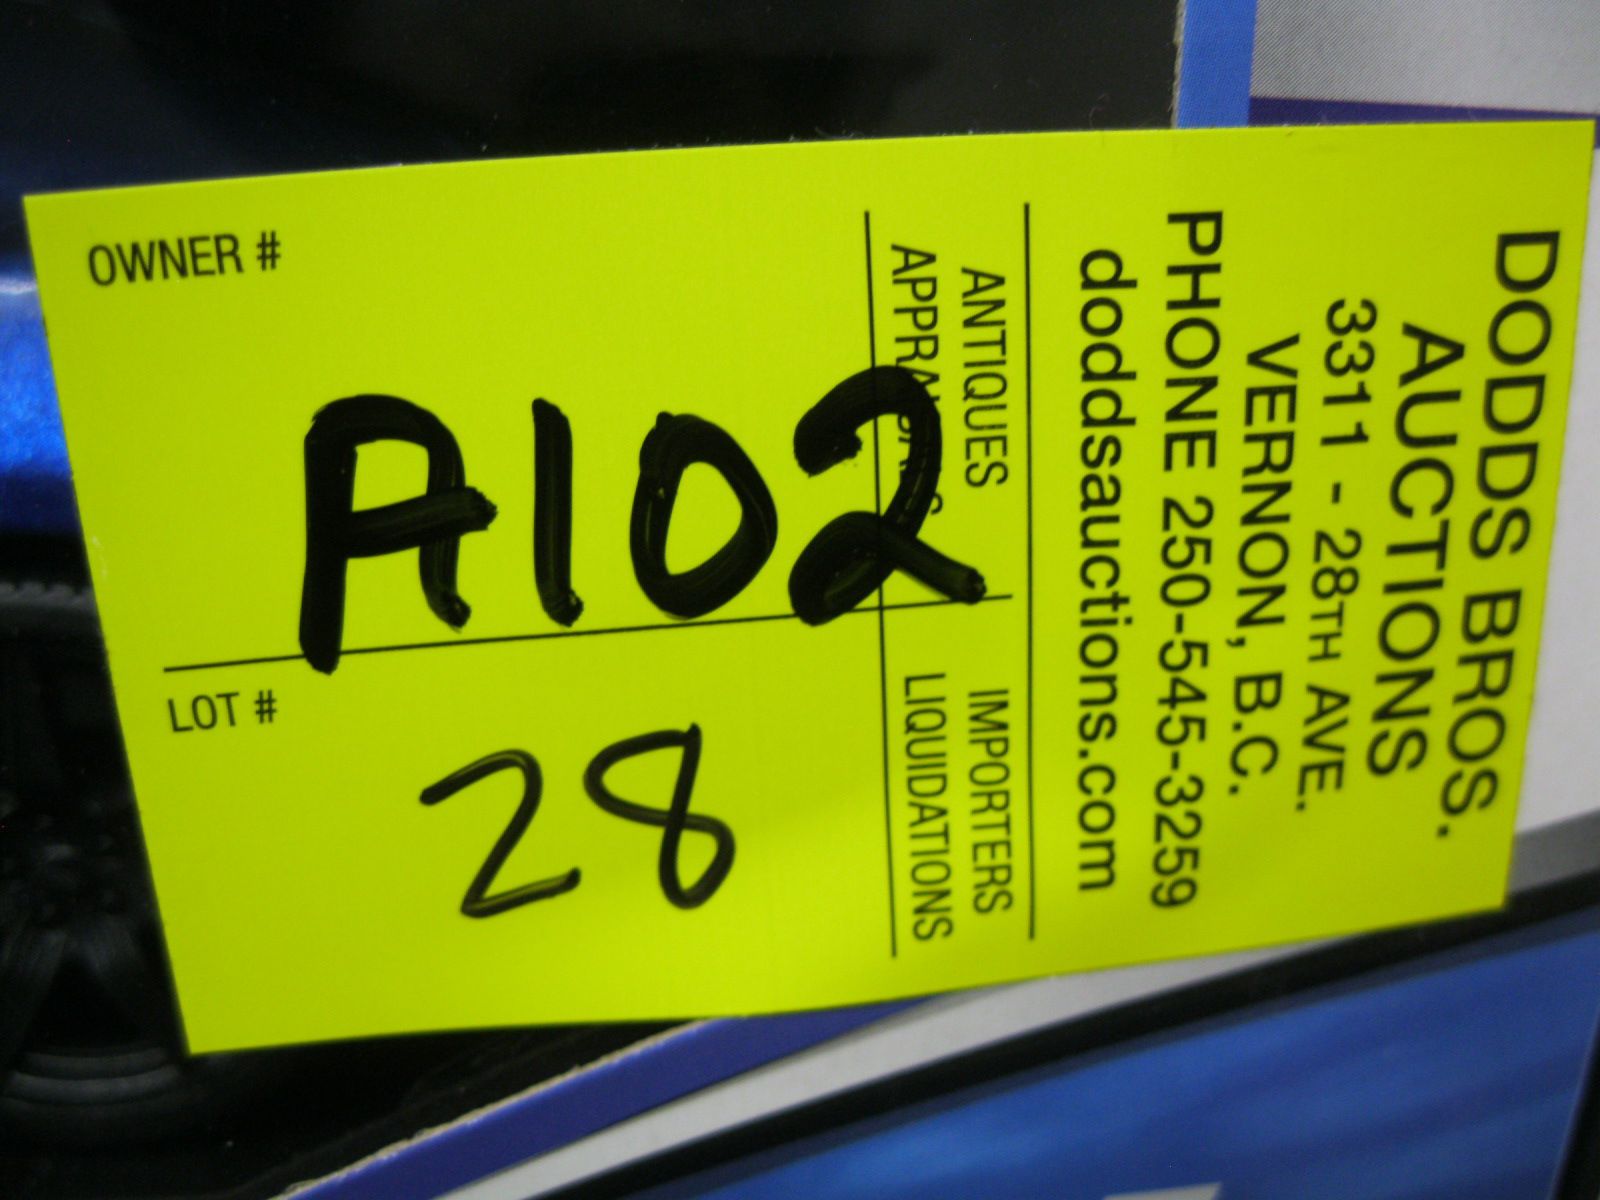 DODDS BROS.
AUCTIONS
3311 - 28TH AVE.
VERNON, B.C.
PHONE 250-545-3259
doddsauctions.com
ANTIQUES IMPORTERS
APPRAISALS LIQUIDATIONS
OWNER #
A102
LOT #
28